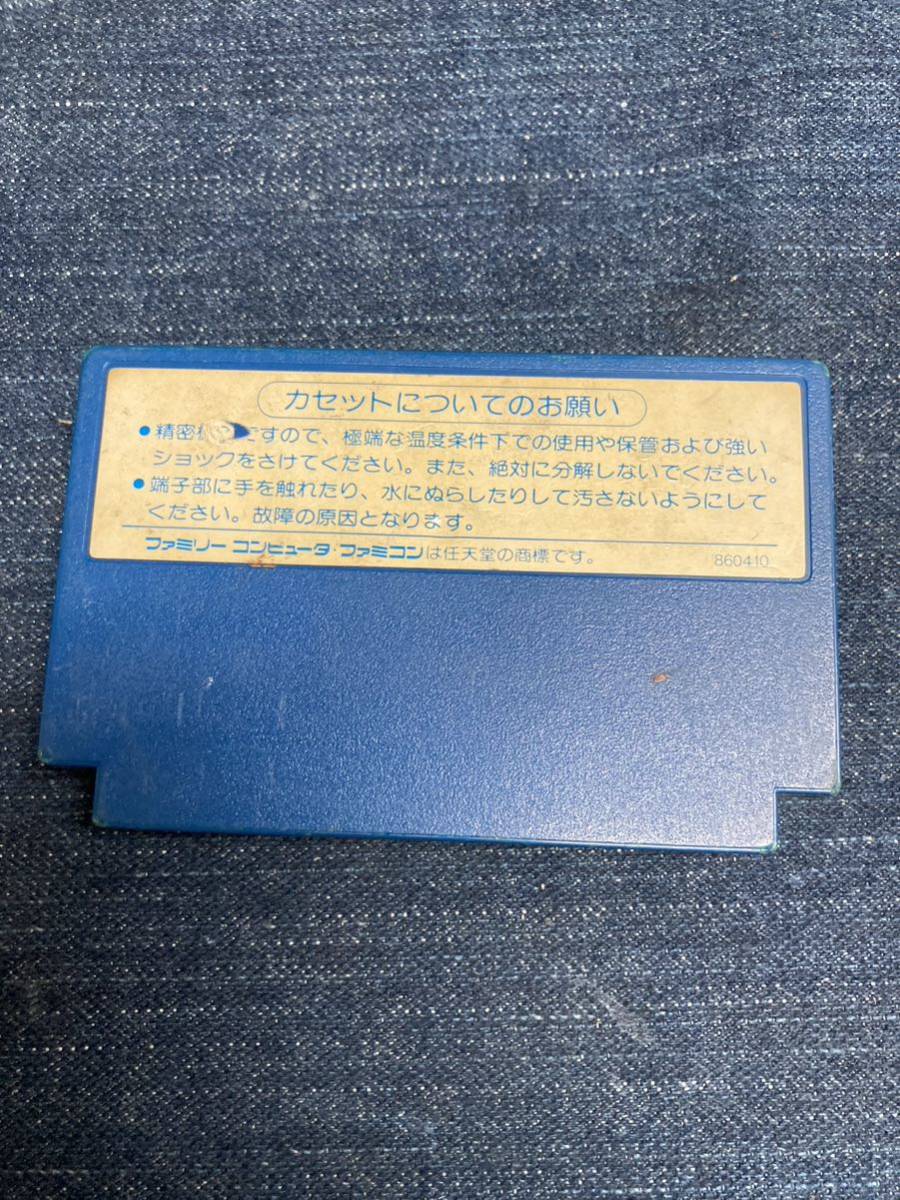 カセットについてのお願い
●精密 ですので、極端な温度条件下での使用や保管および強い
ショックをさけてください。また、絶対に分解しないでください。
●端子部に手を触れたり、水にぬらしたりして汚さないようにして
ください。故障の原因となります。
ファミリーコンピュータ・ファミコンは任天堂の商標です。 860410